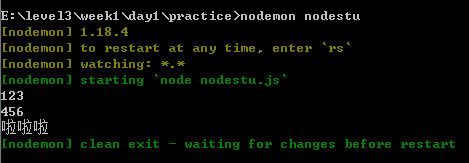 E:\level3\week1\day1\practice>nodemon nodestu
[nodemon] 1.18.4
[nodemon] to restart at any time, enter `rs`
[nodemon] watching: *.*
[nodemon] starting `node nodestu.js`
123
456
啦啦啦
[nodemon] clean exit - waiting for changes before restart